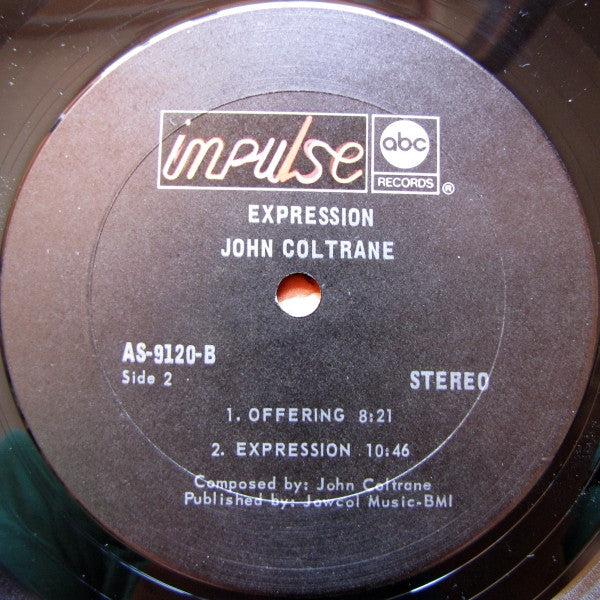 impulse abc
RECORDS ®
EXPRESSION
JOHN COLTRANE
AS-9120-B
Side 2 STEREO
1. OFFERING 8:21
2. EXPRESSION 10:46
Composed by: John Coltrane
Published by: Jowcol Music-BMI